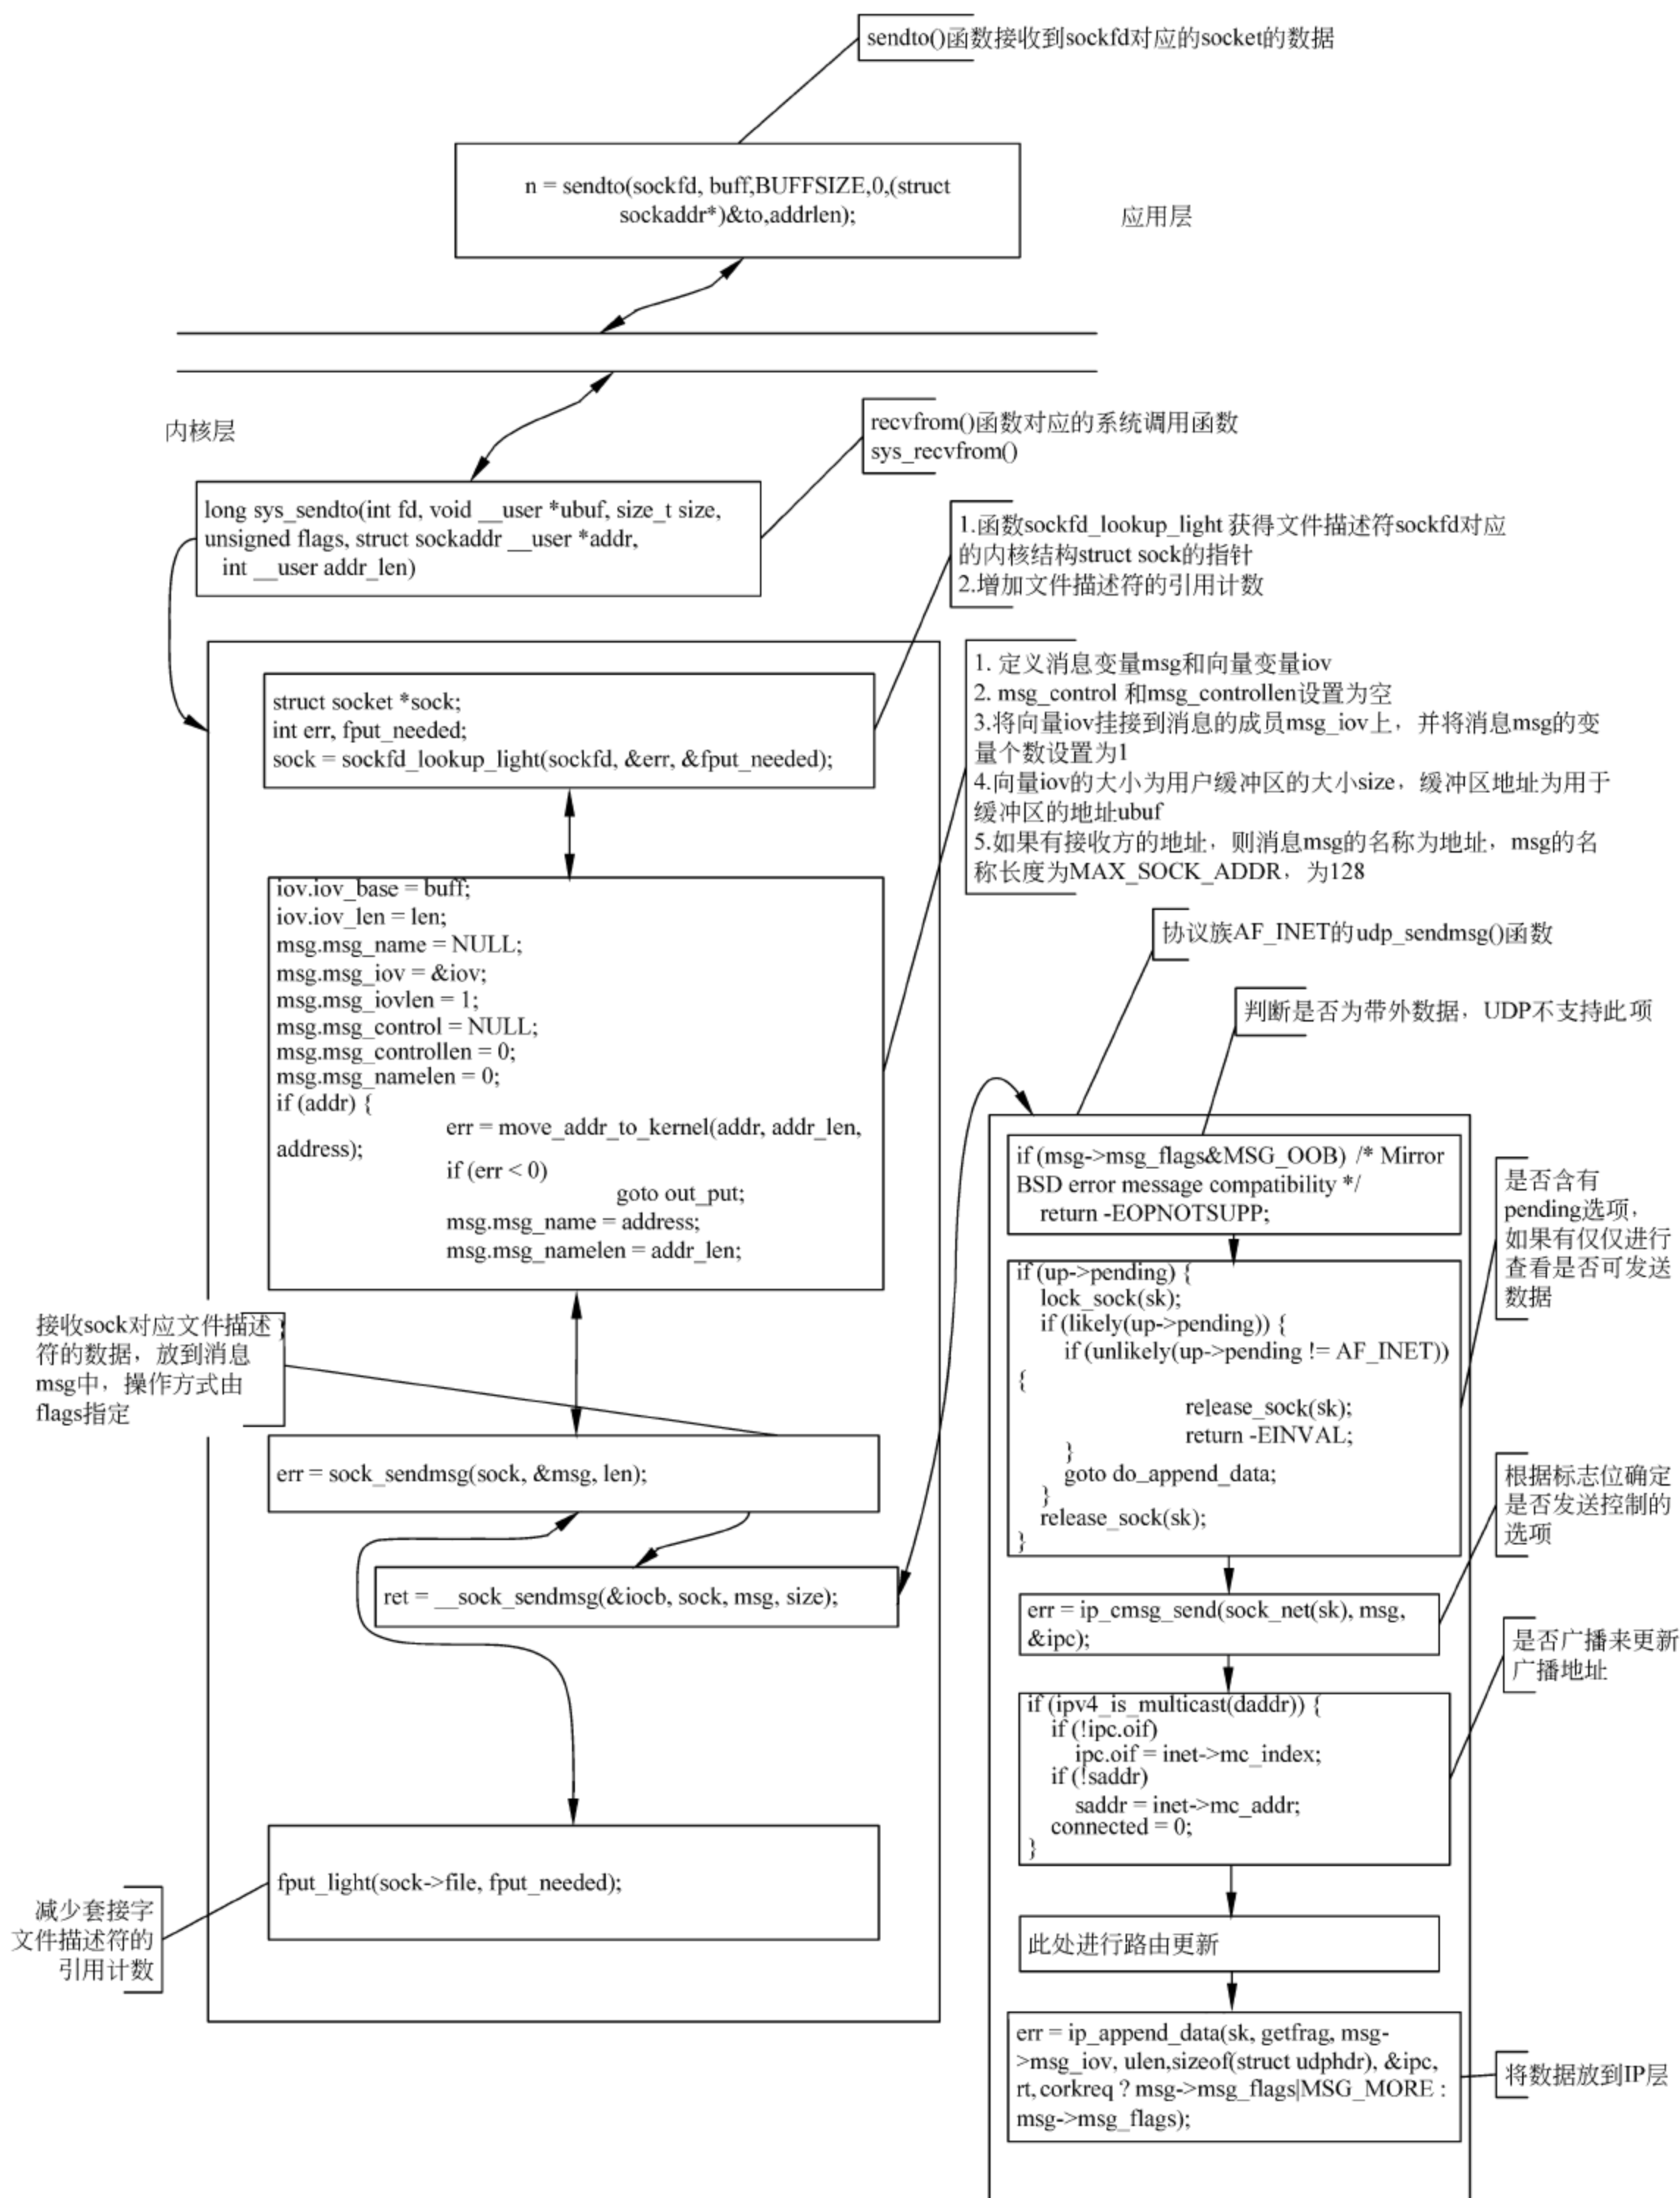 sendto()函数接收到sockfd对应的socket的数据
n = sendto(sockfd, buff,BUFFSIZE,0,(struct
sockaddr*)&to,addrlen);
应用层
内核层
recvfrom()函数对应的系统调用函数
sys_recvfrom()
long sys_sendto(int fd, void __user *ubuf, size_t size,
unsigned flags, struct sockaddr __user *addr,
int __user addr_len)
1.函数sockfd_lookup_light 获得文件描述符sockfd对应
的内核结构struct sock的指针
2.增加文件描述符的引用计数
struct socket *sock;
int err, fput_needed;
sock = sockfd_lookup_light(sockfd, &err, &fput_needed);
1. 定义消息变量msg和向量变量iov
2. msg_control 和msg_controllen设置为空
3.将向量iov挂接到消息的成员msg_iov上，并将消息msg的变
量个数设置为1
4.向量iov的大小为用户缓冲区的大小size，缓冲区地址为用于
缓冲区的地址ubuf
5.如果有接收方的地址，则消息msg的名称为地址，msg的名
称长度为MAX_SOCK_ADDR，为128
iov.iov_base = buff;
iov.iov_len = len;
msg.msg_name = NULL;
msg.msg_iov = &iov;
msg.msg_iovlen = 1;
msg.msg_control = NULL;
msg.msg_controllen = 0;
msg.msg_namelen = 0;
if (addr) {
err = move_addr_to_kernel(addr, addr_len,
address);
if (err < 0)
goto out_put;
msg.msg_name = address;
msg.msg_namelen = addr_len;
}
接收sock对应文件描述
符的数据，放到消息
msg中，操作方式由
flags指定
err = sock_sendmsg(sock, &msg, len);
ret = __sock_sendmsg(&iocb, sock, msg, size);
fput_light(sock->file, fput_needed);
减少套接字
文件描述符的
引用计数
协议族AF_INET的udp_sendmsg()函数
判断是否为带外数据，UDP不支持此项
if (msg->msg_flags&MSG_OOB) /* Mirror
BSD error message compatibility */
return -EOPNOTSUPP;
是否含有
pending选项，
如果有仅仅进行
查看是否可发送
数据
if (up->pending) {
lock_sock(sk);
if (likely(up->pending)) {
if (unlikely(up->pending != AF_INET))
{
release_sock(sk);
return -EINVAL;
}
goto do_append_data;
}
release_sock(sk);
}
根据标志位确定
是否发送控制的
选项
err = ip_cmsg_send(sock_net(sk), msg,
&ipc);
是否广播来更新
广播地址
if (ipv4_is_multicast(daddr)) {
if (!ipc.oif)
ipc.oif = inet->mc_index;
if (!saddr)
saddr = inet->mc_addr;
connected = 0;
}
此处进行路由更新
err = ip_append_data(sk, getfrag, msg-
>msg_iov, ulen,sizeof(struct udphdr), &ipc,
rt, corkreq ? msg->msg_flags|MSG_MORE :
msg->msg_flags);
将数据放到IP层